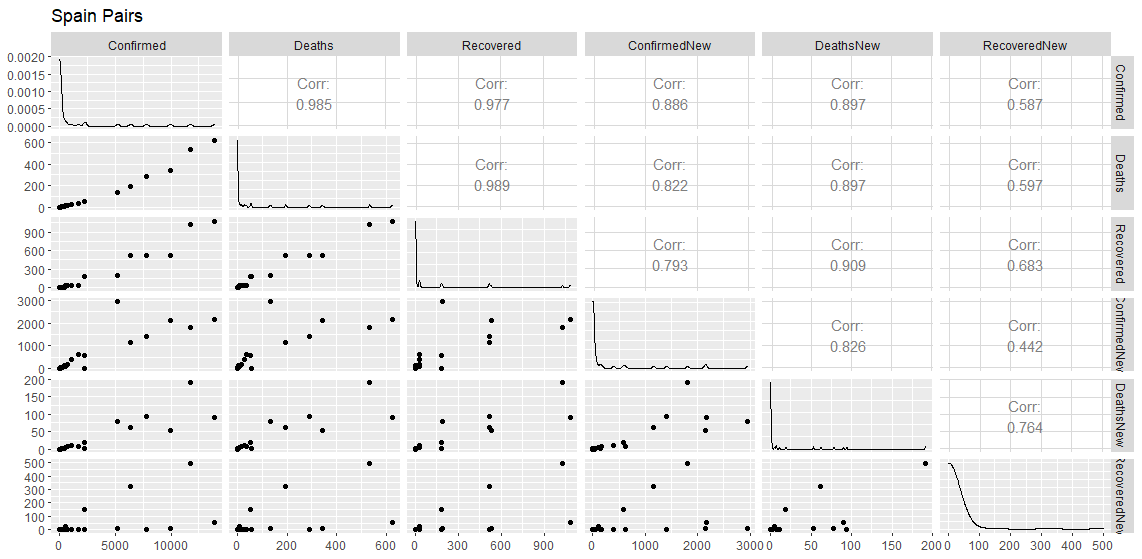 Spain Pairs
Confirmed Deaths Recovered ConfirmedNew DeathsNew RecoveredNew
0.0020
0.0015
0.0010
0.0005
0.0000
Corr:
0.985
Corr:
0.977
Corr:
0.886
Corr:
0.897
Corr:
0.587
Confirmed
600
400
200
0
Corr:
0.989
Corr:
0.822
Corr:
0.897
Corr:
0.597
Deaths
900
600
300
0
Corr:
0.793
Corr:
0.909
Corr:
0.683
Recovered
3000
2000
1000
0
Corr:
0.826
Corr:
0.442
ConfirmedNew
200
150
100
50
0
Corr:
0.764
DeathsNew
500
400
300
200
100
0
RecoveredNew
0 5000 10000 0 200 400 600 0 300 600 900 0 1000 2000 3000 0 50 100 150 200 0 100 200 300 400 500